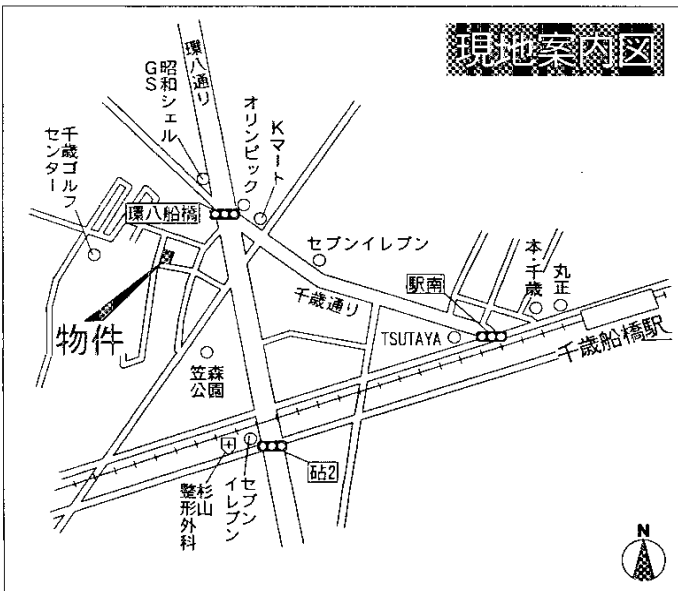 現地案内図
環八通り
昭和シェル
GS
オリンピック
Kマート
千歳ゴルフ
センター
環八船橋
セブンイレブン
本・千歳
丸正
駅南
千歳通り
TSUTAYA
千歳船橋駅
物件
笠森
公園
砧2
セブン
イレブン
杉山
整形外科
N